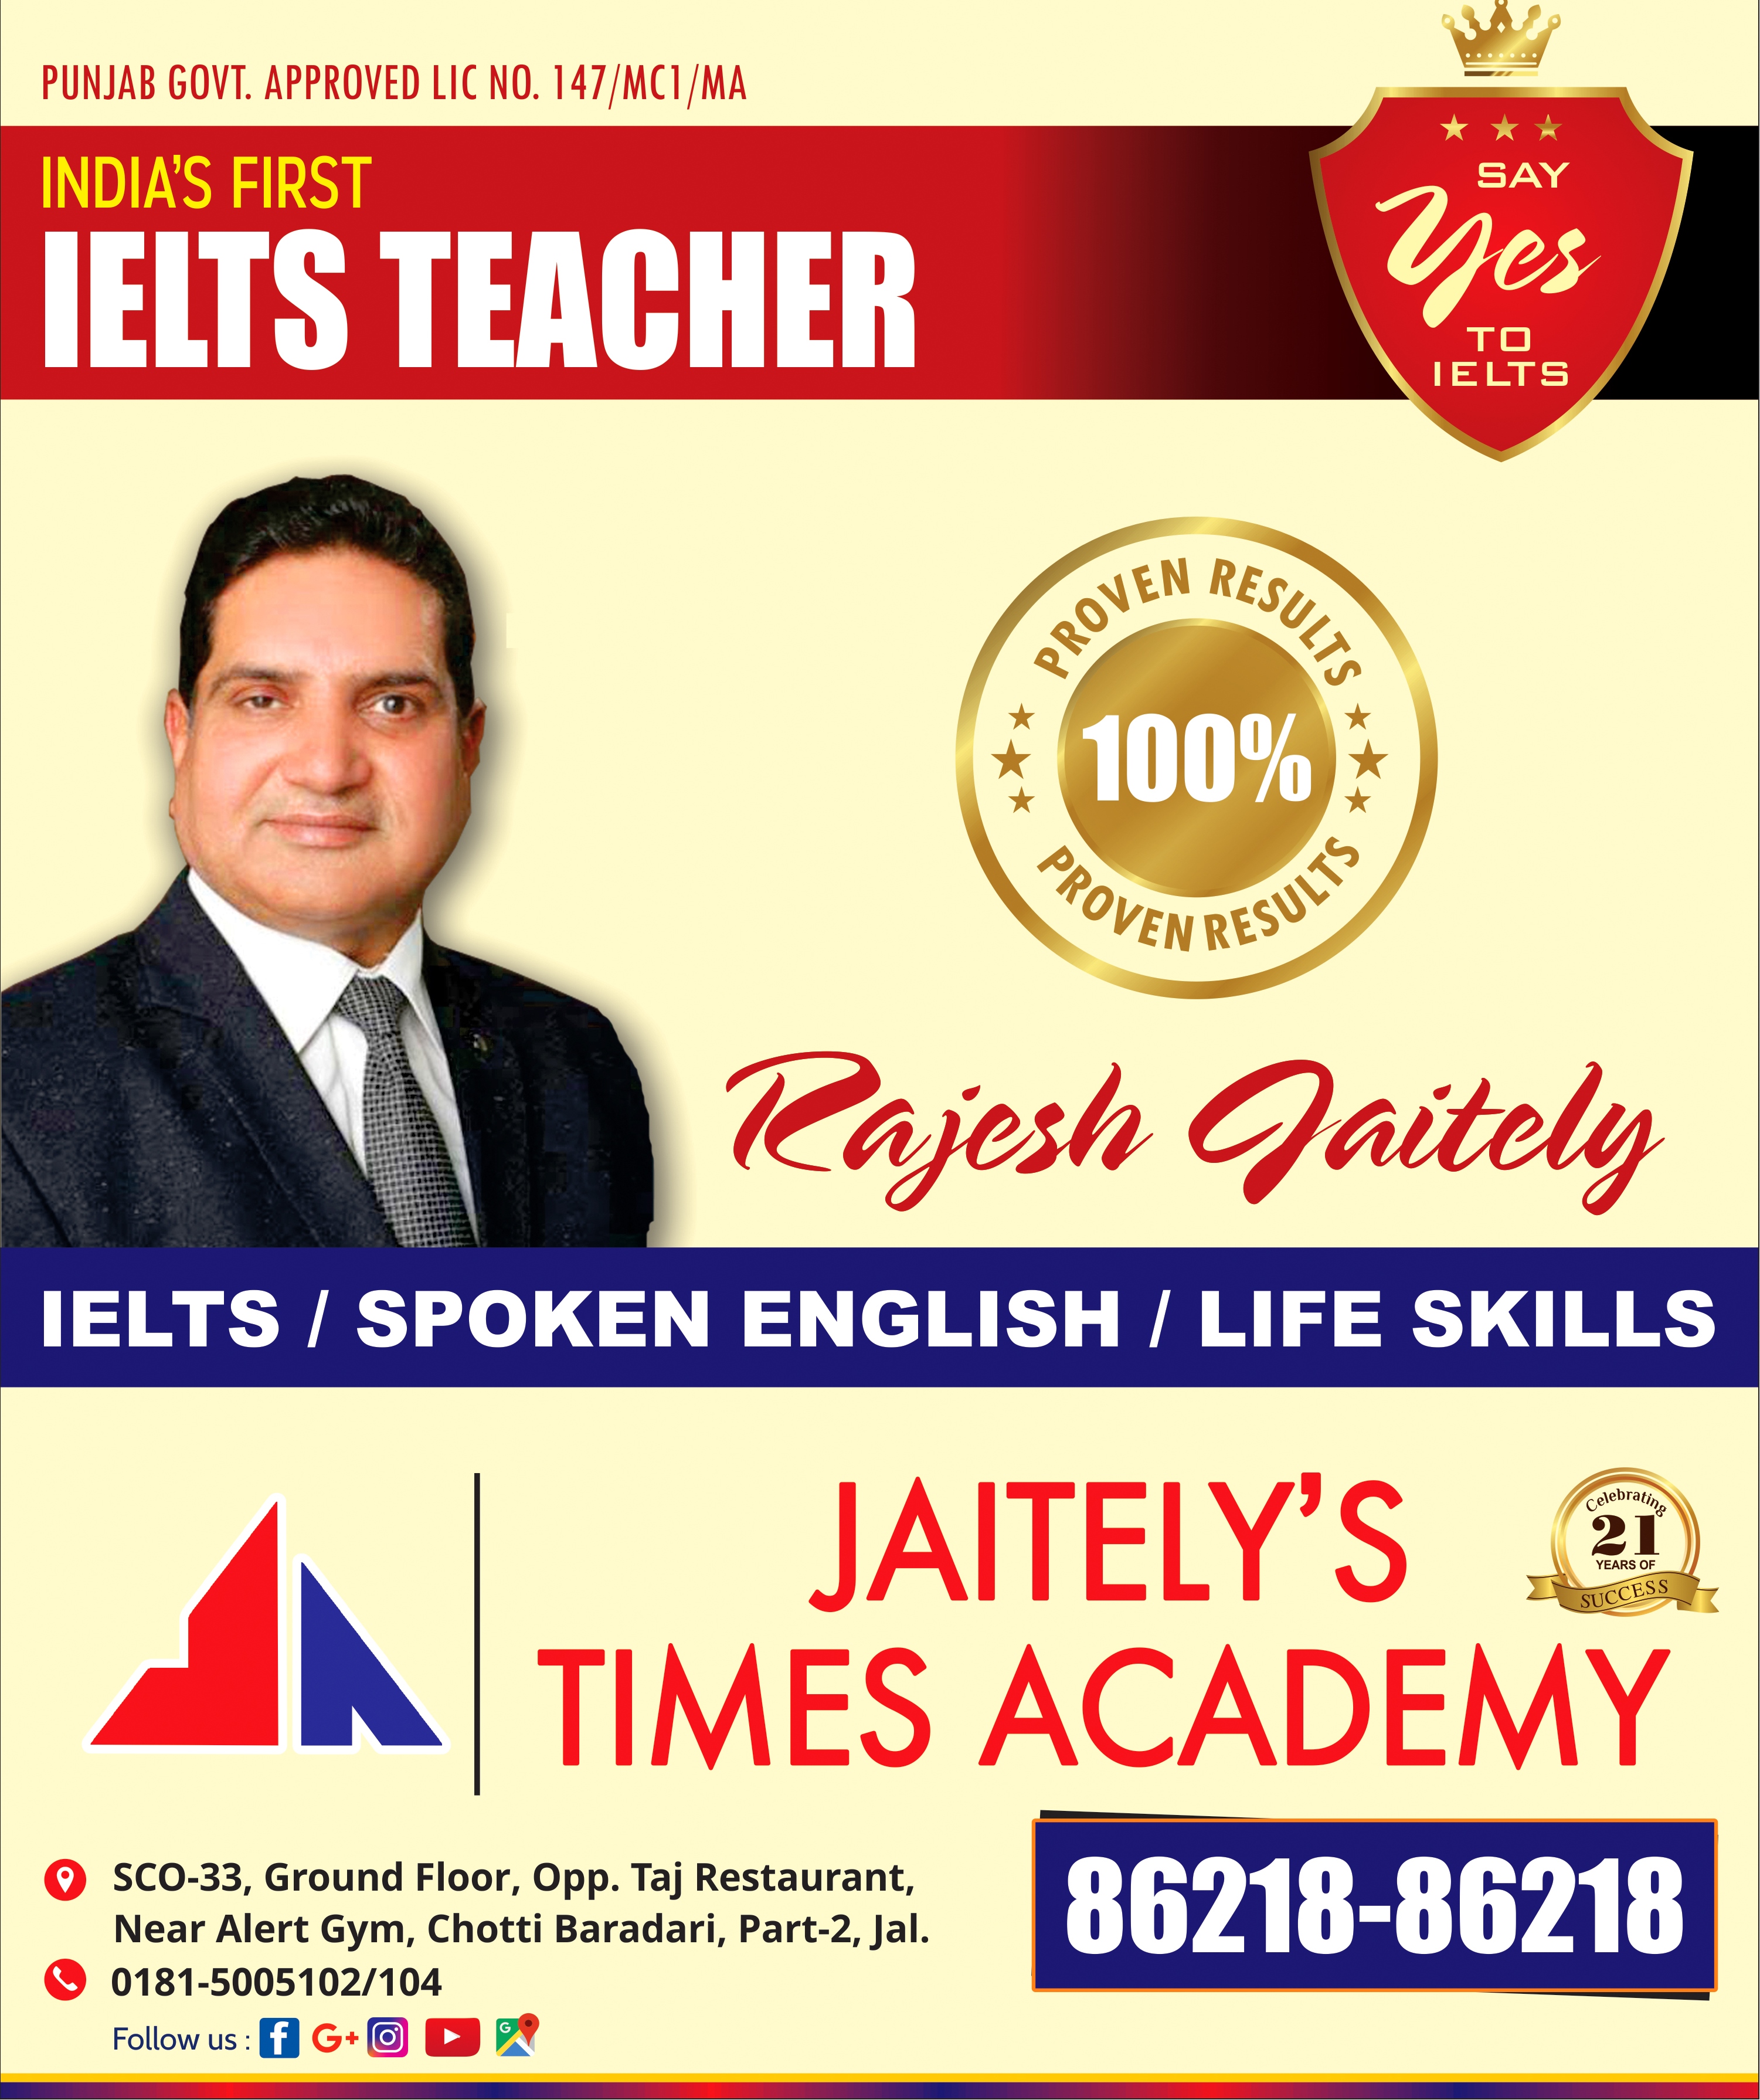 PUNJAB GOVT. APPROVED LIC NO. 147/MC1/MA
INDIA'S FIRST
IELTS TEACHER
SAY
Yes
TO
IELTS
PROVEN RESULTS
100%
PROVEN RESULTS
Rajesh Jaitely
IELTS / SPOKEN ENGLISH / LIFE SKILLS
JAITELY'S
TIMES ACADEMY
Celebrating
21
YEARS OF
SUCCESS
SCO-33, Ground Floor, Opp. Taj Restaurant,
Near Alert Gym, Chotti Baradari, Part-2, Jal.
0181-5005102/104
86218-86218
Follow us : f G+ G